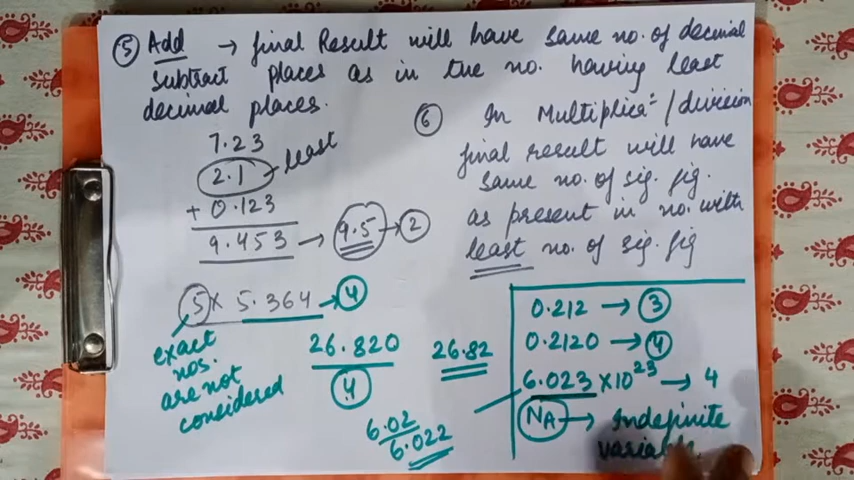 ⑤ Add → final Result will have same no. of decimal
Subtract places as in the no. having least
decimal places.
7.23
2.1 → least
+ 0.123
9.453 → 9.5 → 2
⑥ In Multiplicaⁿ / division
final result will have
same no. of sig. fig.
as present in no. with
least no. of sig. fig
5 × 5.364 → 4
exact
nos.
are not
considered
26.820
4
26.82
6.02
6.022
0.212 → 3
0.2120 → 4
6.023 × 10²³ → 4
NA → Indefinite